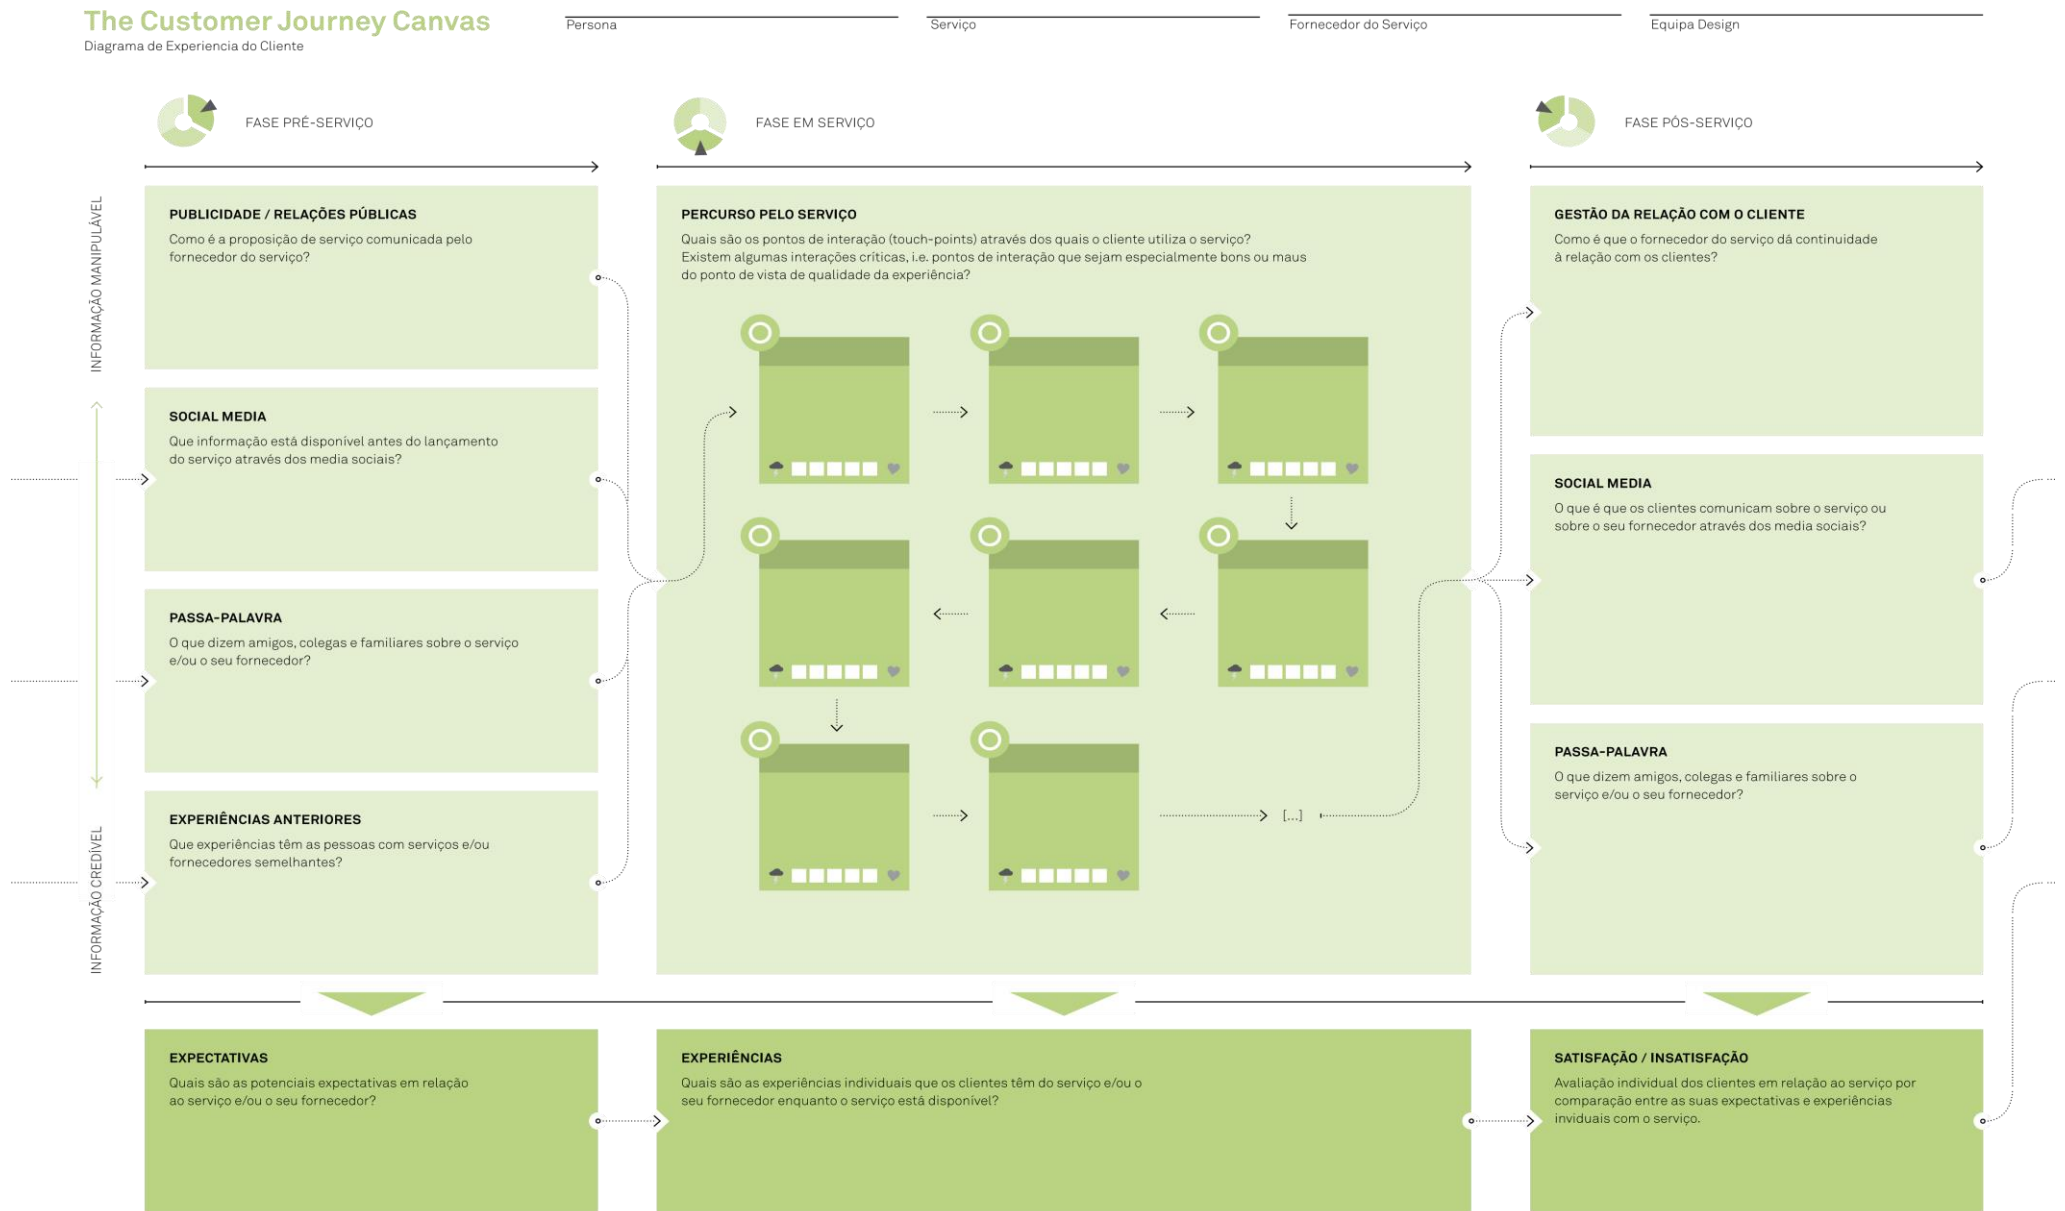 The Customer Journey Canvas
Diagrama de Experiencia do Cliente
Persona
Serviço
Fornecedor do Serviço
Equipa Design
FASE PRÉ-SERVIÇO
FASE EM SERVIÇO
FASE PÓS-SERVIÇO
INFORMAÇÃO MANIPULÁVEL
INFORMAÇÃO CREDÍVEL
PUBLICIDADE / RELAÇÕES PÚBLICAS
Como é a proposição de serviço comunicada pelo
fornecedor do serviço?
SOCIAL MEDIA
Que informação está disponível antes do lançamento
do serviço através dos media sociais?
PASSA-PALAVRA
O que dizem amigos, colegas e familiares sobre o serviço
e/ou o seu fornecedor?
EXPERIÊNCIAS ANTERIORES
Que experiências têm as pessoas com serviços e/ou
fornecedores semelhantes?
PERCURSO PELO SERVIÇO
Quais são os pontos de interação (touch-points) através dos quais o cliente utiliza o serviço?
Existem algumas interações críticas, i.e. pontos de interação que sejam especialmente bons ou maus
do ponto de vista de qualidade da experiência?
[...]
GESTÃO DA RELAÇÃO COM O CLIENTE
Como é que o fornecedor do serviço dá continuidade
à relação com os clientes?
SOCIAL MEDIA
O que é que os clientes comunicam sobre o serviço ou
sobre o seu fornecedor através dos media sociais?
PASSA-PALAVRA
O que dizem amigos, colegas e familiares sobre o
serviço e/ou o seu fornecedor?
EXPECTATIVAS
Quais são as potenciais expectativas em relação
ao serviço e/ou o seu fornecedor?
EXPERIÊNCIAS
Quais são as experiências individuais que os clientes têm do serviço e/ou o
seu fornecedor enquanto o serviço está disponível?
SATISFAÇÃO / INSATISFAÇÃO
Avaliação individual dos clientes em relação ao serviço por
comparação entre as suas expectativas e experiências
inviduais com o serviço.